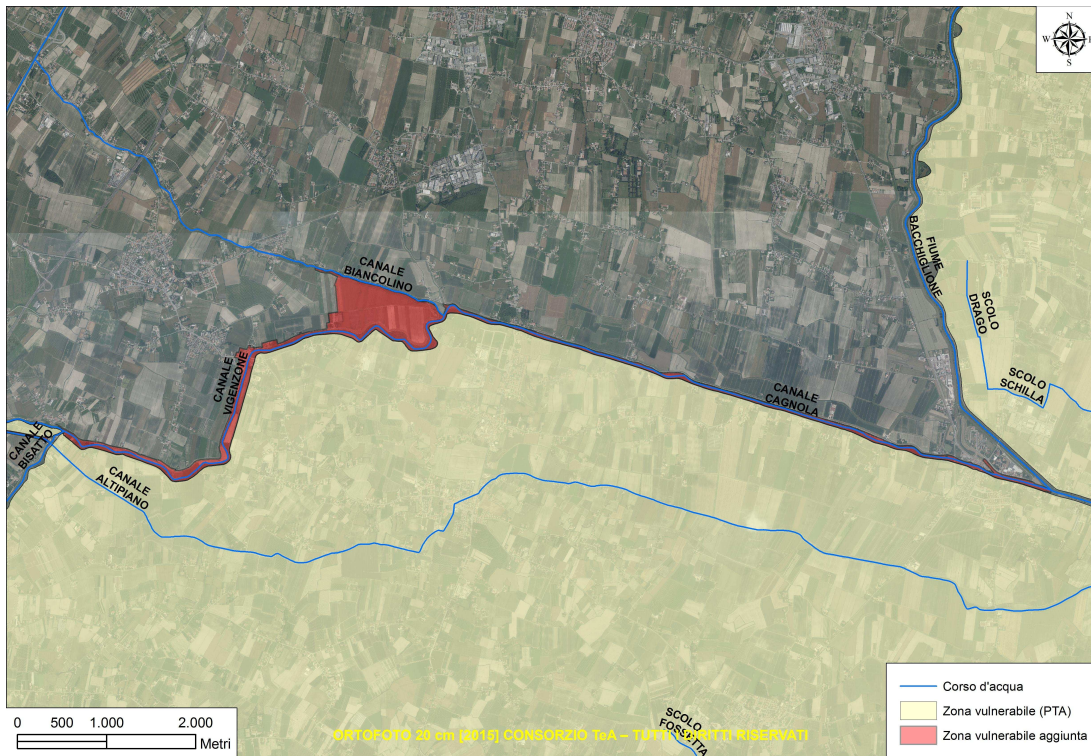 N
W
S
CANALE
BIANCOLINO
FIUME
BACCHIGLIONE
SCOLO
DRAGO
SCOLO
SCHILLA
CANALE
VIGENZONE
CANALE
CAGNOLA
CANALE
BISATTO
CANALE
ALTIPIANO
SCOLO
FOSSETTA
Corso d'acqua
Zona vulnerabile (PTA)
Zona vulnerabile aggiunta
0 500 1.000 2.000
Metri
ORTOFOTO 20 cm [2015] CONSORZIO TeA – TUTTI I DIRITTI RISERVATI